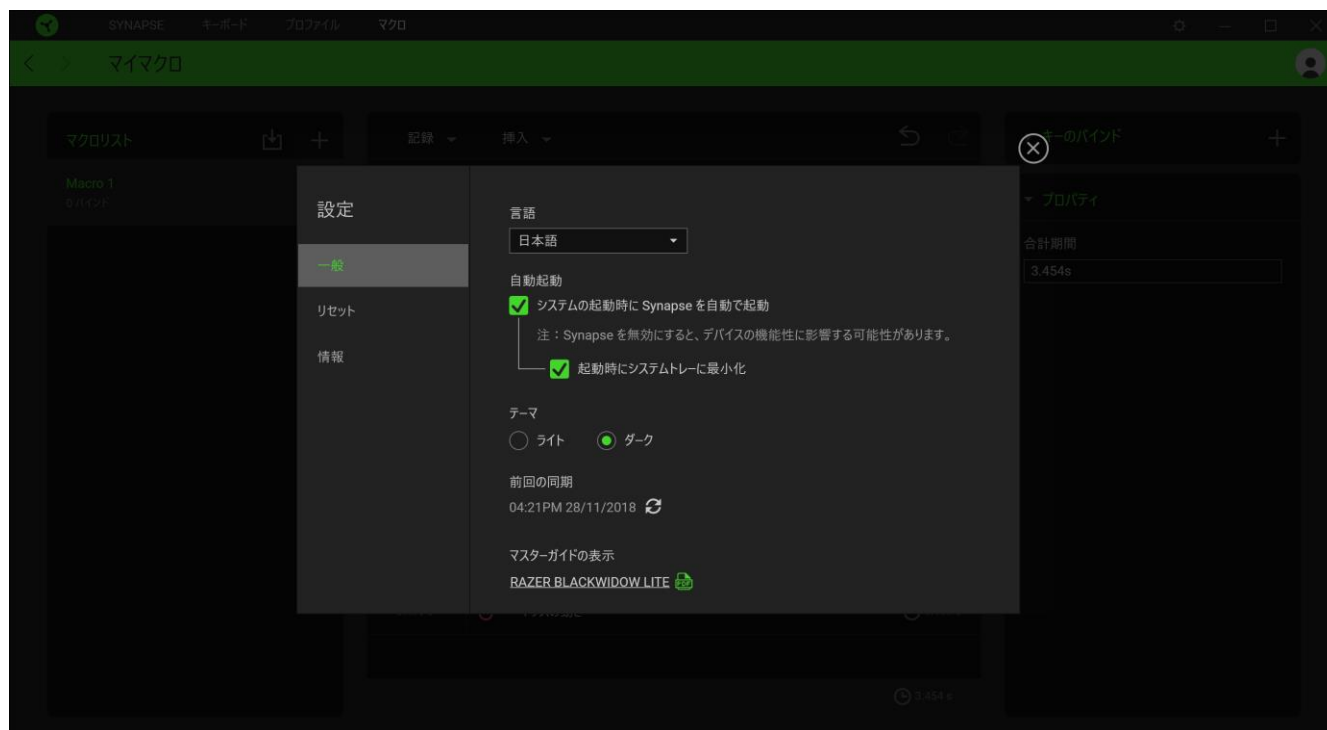 SYNAPSE キーボード プロファイル マクロ
マイマクロ
マクロリスト
記録 挿入
キーのバインド
Macro 1
0 バインド
プロパティ
合計期間
3.454s
設定
一般
リセット
情報
言語
日本語
自動起動
システムの起動時に Synapse を自動で起動
注：Synapse を無効にすると、デバイスの機能性に影響する可能性があります。
起動時にシステムトレーに最小化
テーマ
ライト ダーク
前回の同期
04:21PM 28/11/2018
マスターガイドの表示
RAZER BLACKWIDOW LITE
PDF
3.454 s